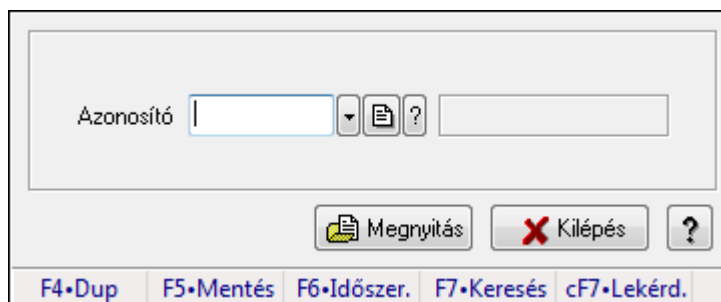 Azonosító ?
Megnyitás Kilépés ?
F4•Dup F5•Mentés F6•Időszer. F7•Keresés cF7•Lekérd.